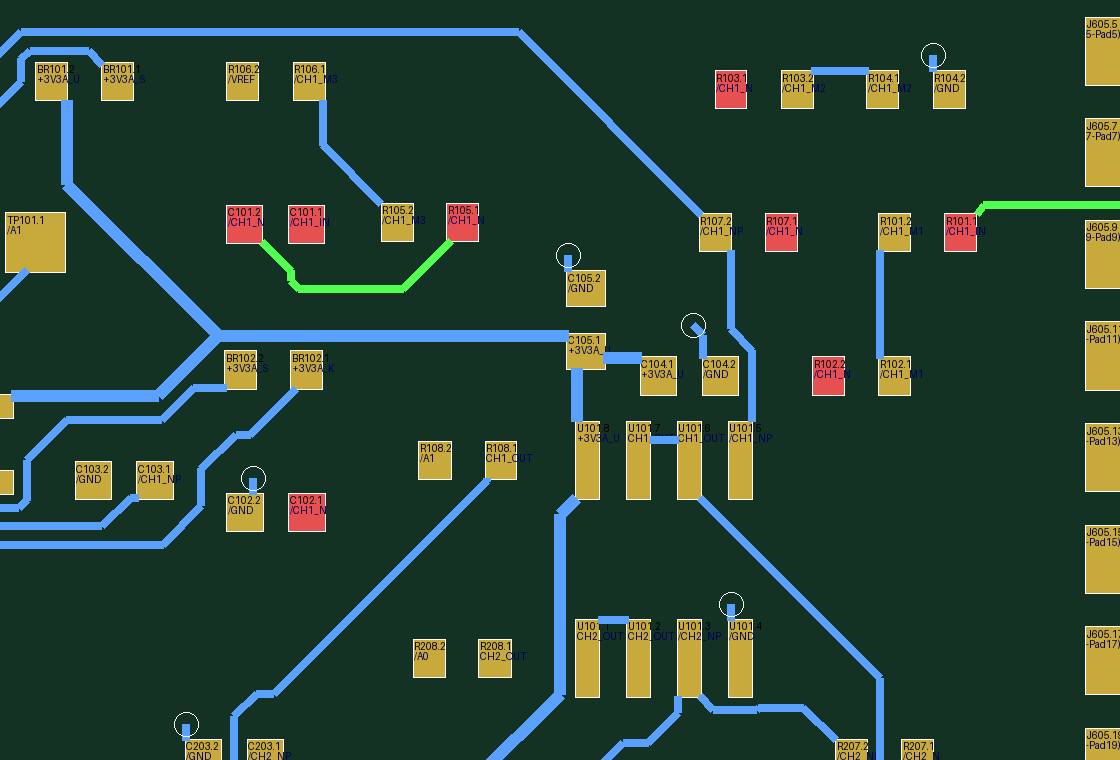 J605.5
5-Pad5)
BR101.2
+3V3A_U
BR101.1
+3V3A_S
R106.2
/VREF
R106.1
/CH1_M3
R103.1
/CH1_N
R103.2
/CH1_M2
R104.1
/CH1_M2
R104.2
/GND
J605.7
7-Pad7)
TP101.1
/A1
C101.2
/CH1_N
C101.1
/CH1_IN
R105.2
/CH1_M3
R105.1
/CH1_N
R107.2
/CH1_NP
R107.1
/CH1_N
R101.2
/CH1_M1
R101.1
/CH1_IN
J605.9
9-Pad9)
C105.2
/GND
C105.1
+3V3A_U
J605.11
-Pad11)
BR102.2
+3V3A_S
BR102.1
+3V3A_K
C104.1
+3V3A_U
C104.2
/GND
R102.2
/CH1_N
R102.1
/CH1_M1
U101.8
+3V3A_U
U101.7
U101.6
CH1_OUT
U101.5
/CH1_NP
J605.13
-Pad13)
R108.2
/A1
R108.1
CH1_OUT
C103.2
/GND
C103.1
/CH1_NP
C102.2
/GND
C102.1
/CH1_N
J605.15
-Pad15)
CH2_OUT
U101.2
CH2_OUT
U101.3
/CH2_NP
U101.4
/GND
J605.17
-Pad17)
R208.2
/A0
R208.1
CH2_OUT
C203.2
/GND
C203.1
/CH2_NP
R207.2
R207.1
/CH2_N
J605.19
-Pad19)